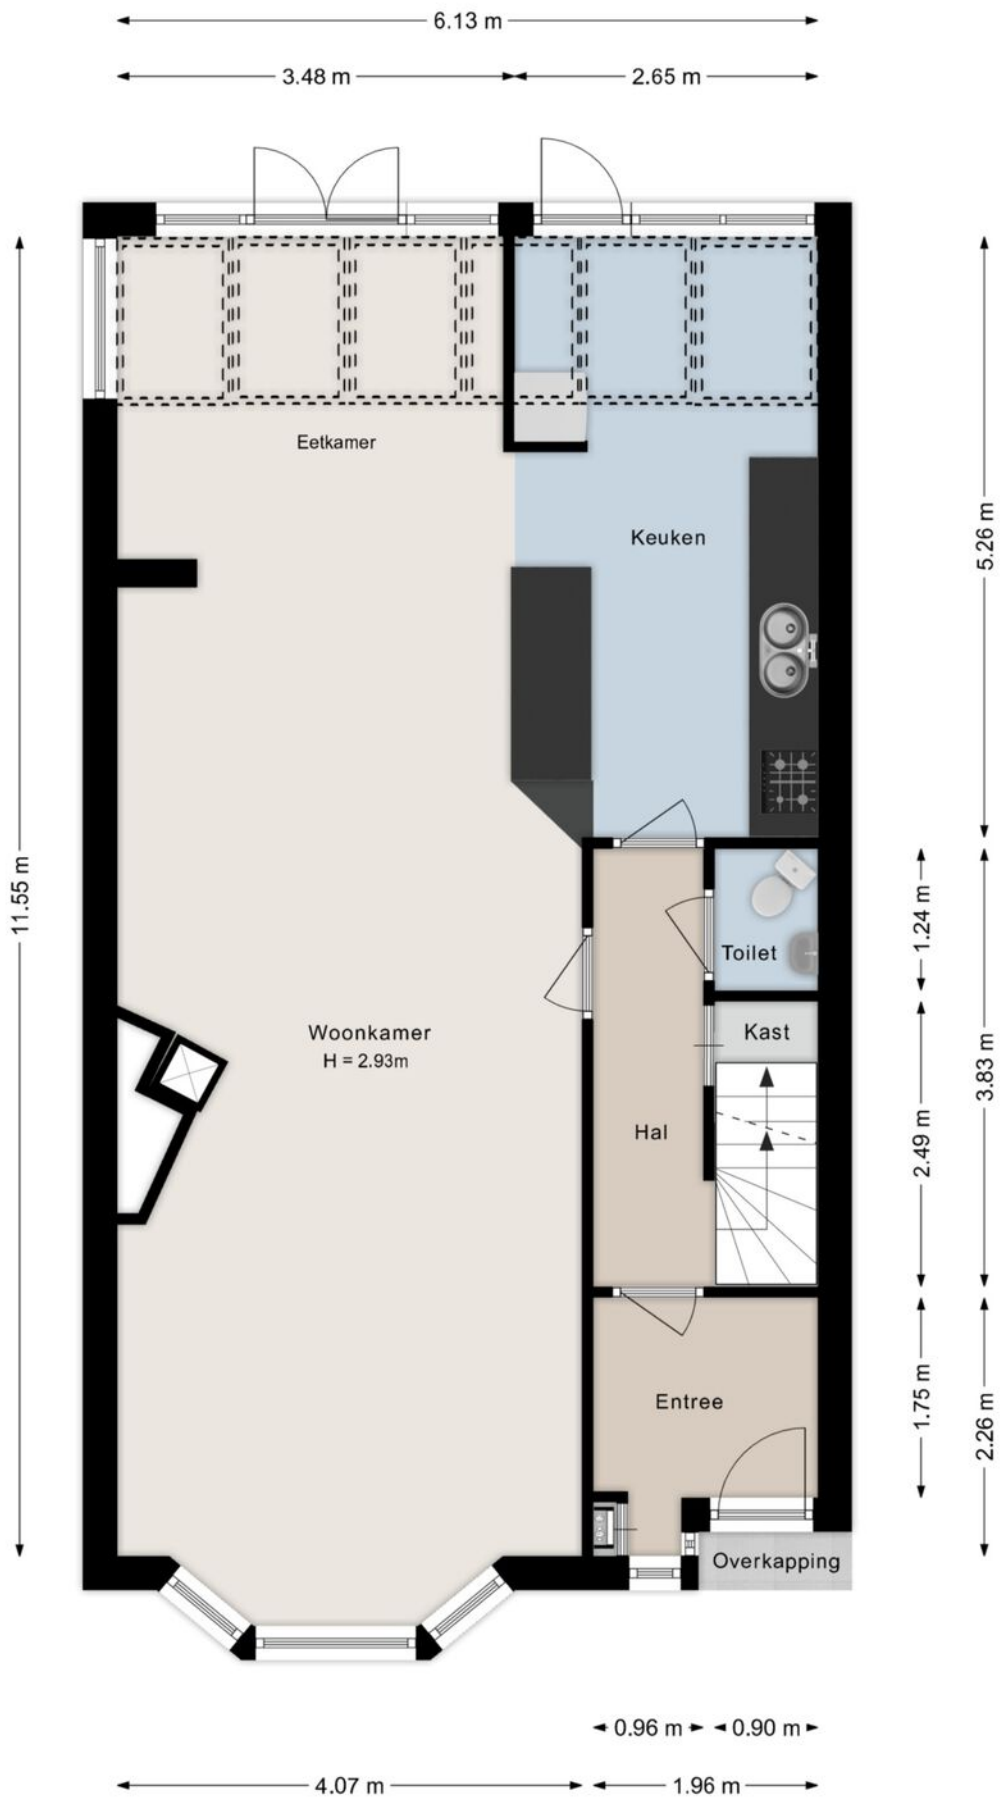 6.13 m
3.48 m
2.65 m
Eetkamer
Keuken
5.26 m
11.55 m
1.24 m
Toilet
Woonkamer
H = 2.93m
Kast
3.83 m
Hal
2.49 m
Entree
1.75 m
2.26 m
Overkapping
0.96 m
0.90 m
4.07 m
1.96 m